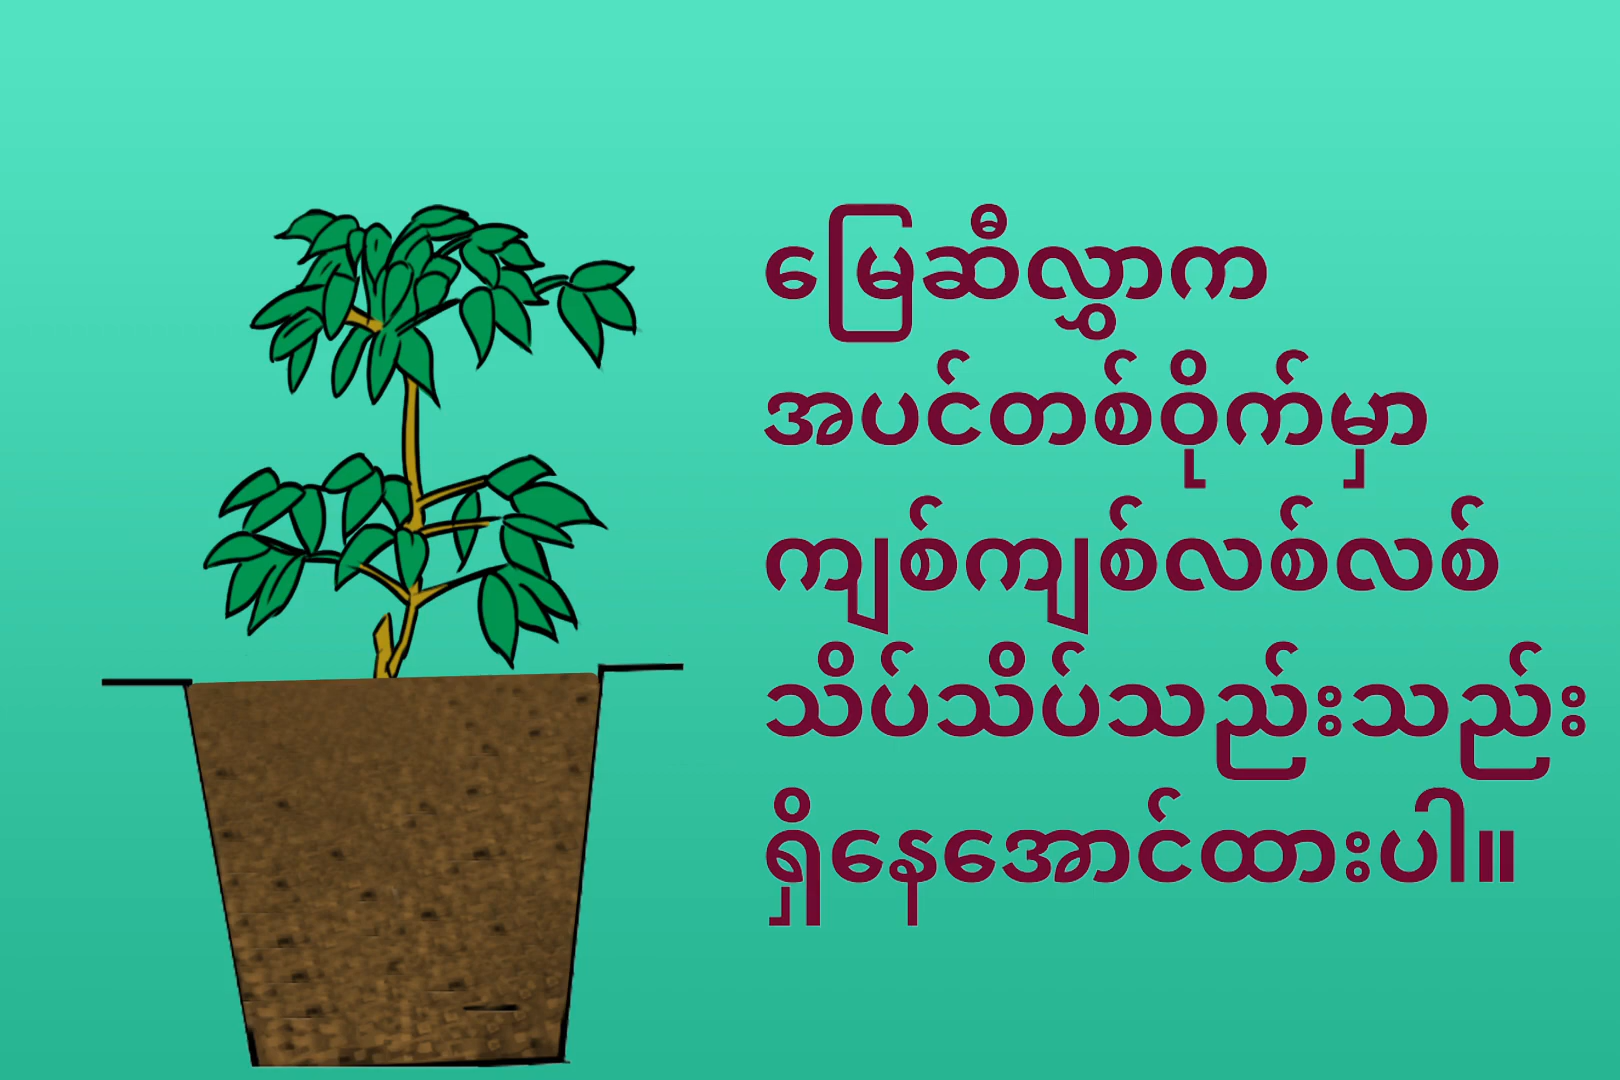 မြေဆီလွှာက
အပင်တစ်ဝိုက်မှာ
ကျစ်ကျစ်လစ်လစ်
သိပ်သိပ်သည်းသည်း
ရှိနေအောင်ထားပါ။